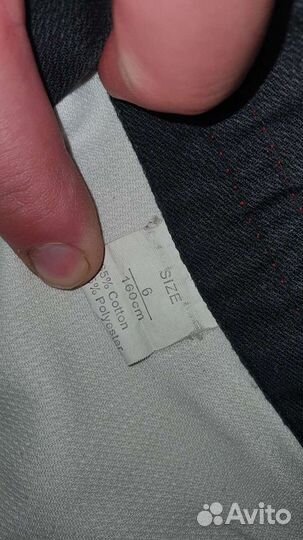 SIZE
6
160cm
5% Cotton
% Polyester
Avito